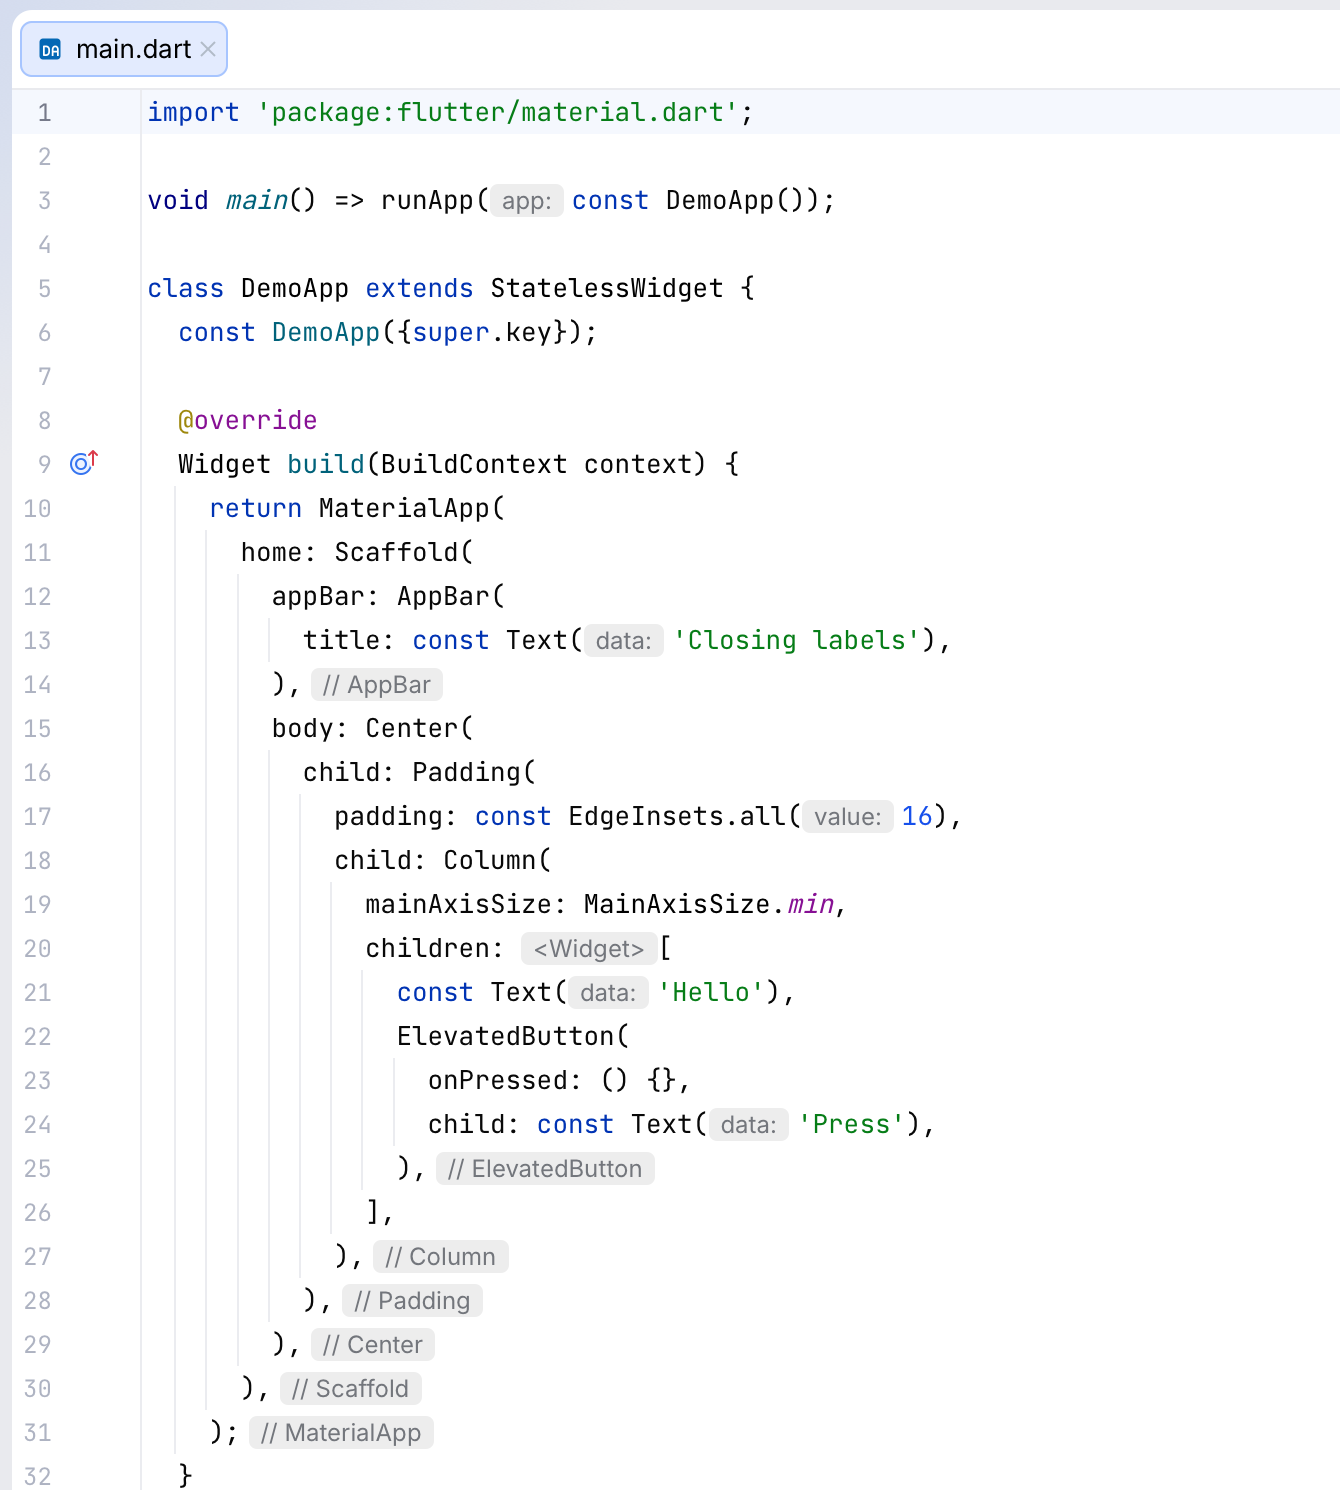 DA main.dart
1 import 'package:flutter/material.dart';
2
3 void main() => runApp( app: const DemoApp());
4
5 class DemoApp extends StatelessWidget {
6   const DemoApp({super.key});
7
8   @override
9   Widget build(BuildContext context) {
10     return MaterialApp(
11       home: Scaffold(
12         appBar: AppBar(
13           title: const Text( data: 'Closing labels'),
14         ), // AppBar
15         body: Center(
16           child: Padding(
17             padding: const EdgeInsets.all( value: 16),
18             child: Column(
19               mainAxisSize: MainAxisSize.min,
20               children: <Widget>[
21                 const Text( data: 'Hello'),
22                 ElevatedButton(
23                   onPressed: () {},
24                   child: const Text( data: 'Press'),
25                 ), // ElevatedButton
26               ],
27             ), // Column
28           ), // Padding
29         ), // Center
30       ), // Scaffold
31     ); // MaterialApp
32   }